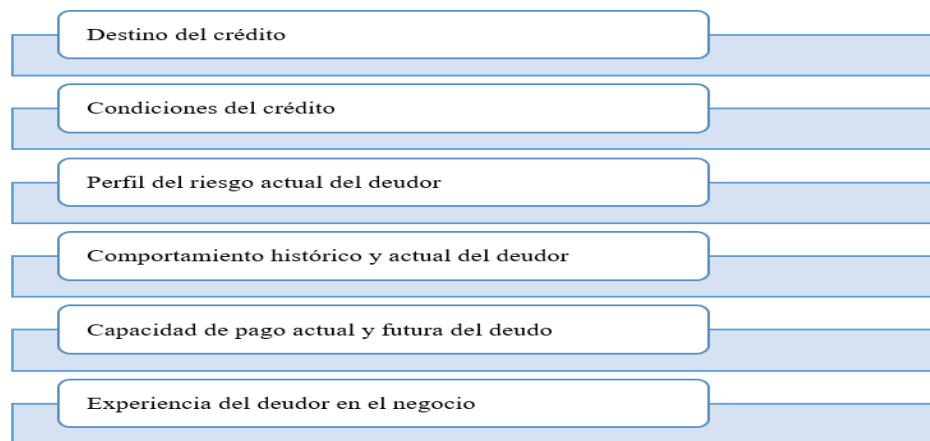 Destino del crédito
Condiciones del crédito
Perfil del riesgo actual del deudor
Comportamiento histórico y actual del deudor
Capacidad de pago actual y futura del deudo
Experiencia del deudor en el negocio